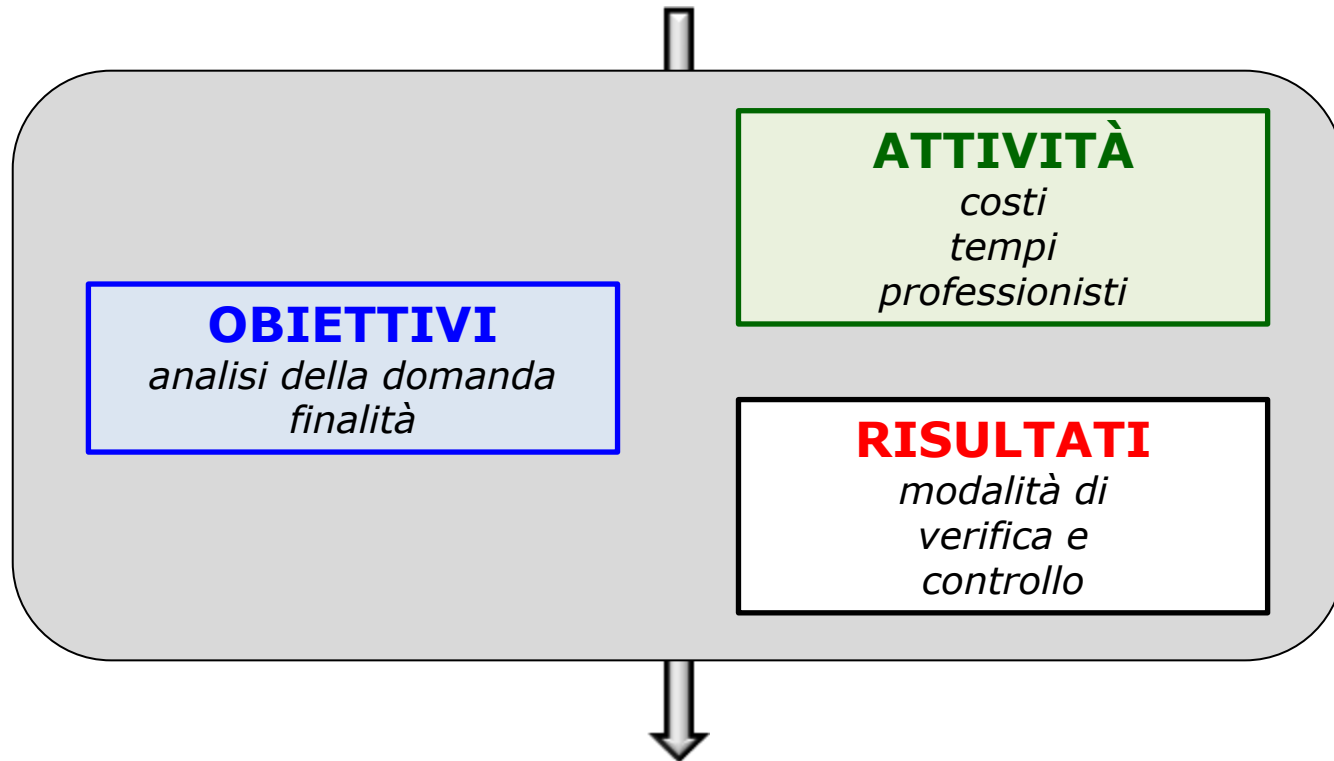 OBIETTIVI
analisi della domanda
finalità
ATTIVITÀ
costi
tempi
professionisti
RISULTATI
modalità di
verifica e
controllo